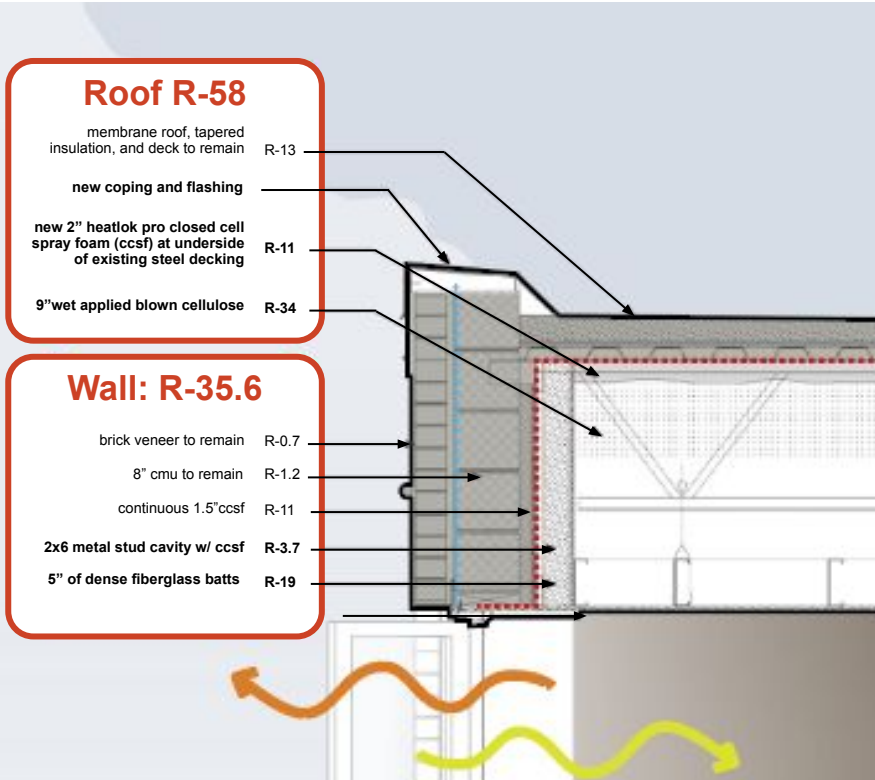 Roof R-58
membrane roof, tapered
insulation, and deck to remain R-13
new coping and flashing
new 2” heatlok pro closed cell
spray foam (ccsf) at underside R-11
of existing steel decking
9”wet applied blown cellulose R-34
Wall: R-35.6
brick veneer to remain R-0.7
8” cmu to remain R-1.2
continuous 1.5”ccsf R-11
2x6 metal stud cavity w/ ccsf R-3.7
5” of dense fiberglass batts R-19